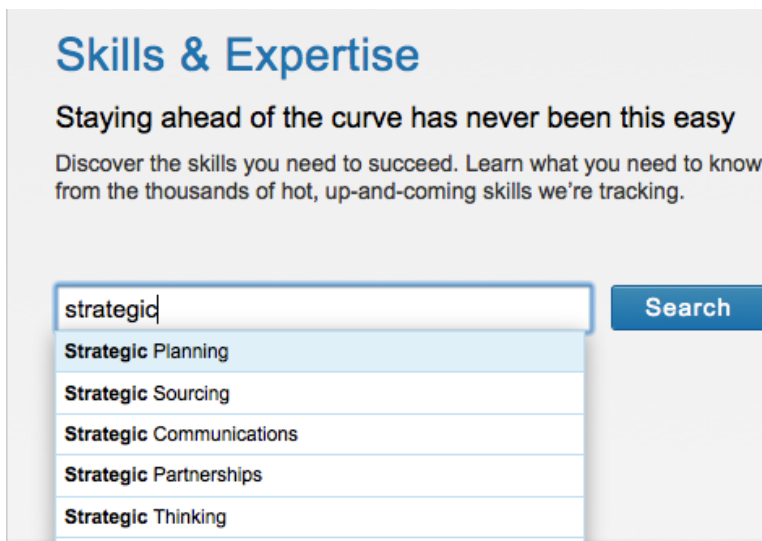 Skills & Expertise
Staying ahead of the curve has never been this easy
Discover the skills you need to succeed. Learn what you need to know
from the thousands of hot, up-and-coming skills we're tracking.
strategic
Search
Strategic Planning
Strategic Sourcing
Strategic Communications
Strategic Partnerships
Strategic Thinking